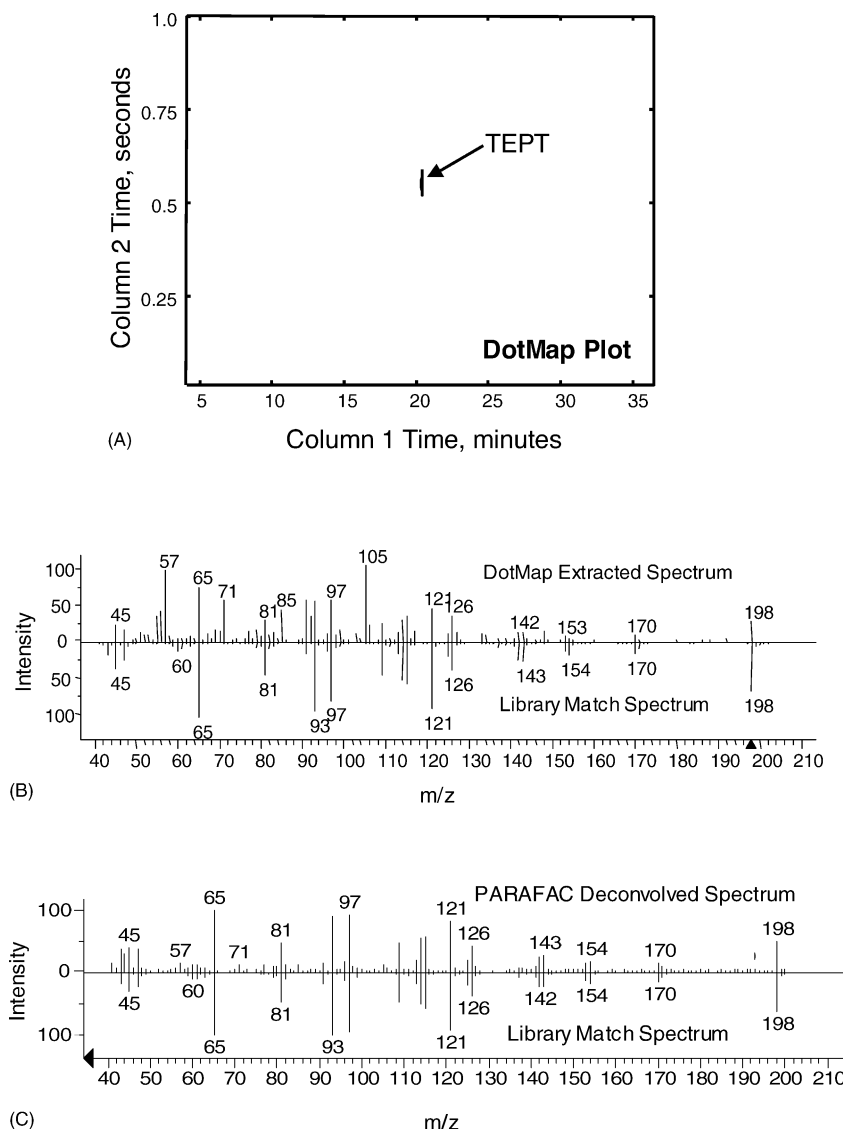 1.0
0.75
0.5
0.25
Column 2 Time, seconds
TEPT
DotMap Plot
5 10 15 20 25 30 35
Column 1 Time, minutes
(A)
Intensity
100
50
0
50
100
45 57 65 71 81 85 97 105 121 126 142 153 170 198
DotMap Extracted Spectrum
45 60 65 81 93 97 121 126 143 154 170 198
Library Match Spectrum
40 50 60 70 80 90 100 110 120 130 140 150 160 170 180 190 200 210
m/z
(B)
Intensity
100
0
100
45 57 65 71 81 97 121 126 143 154 170 198
PARAFAC Deconvolved Spectrum
45 60 65 81 93 121 126 142 154 170 198
Library Match Spectrum
40 50 60 70 80 90 100 110 120 130 140 150 160 170 180 190 200 210
m/z
(C)